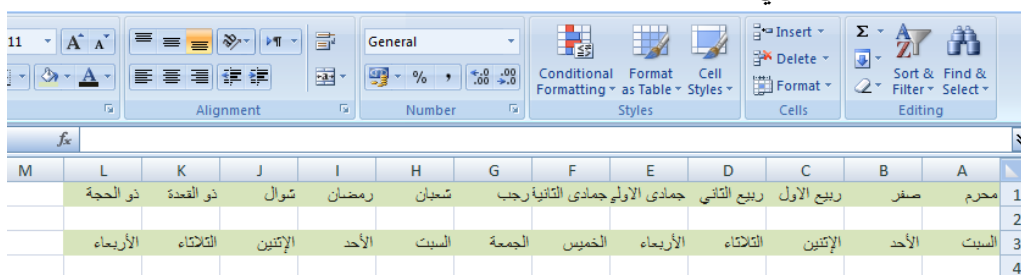 11 A A General Insert Σ
Delete
A % , Conditional Format Cell Format Sort & Find &
Formatting as Table Styles Filter Select
Alignment Number Styles Cells Editing
fx
M L K J I H G F E D C B A
محرم صفر ربيع الاول ربيع الثاني جمادى الاولى جمادى الثانية رجب شعبان رمضان شوال ذو القعدة ذو الحجة 1
2
السبت الأحد الإثنين الثلاثاء الأربعاء الخميس الجمعة السبت الأحد الإثنين الثلاثاء الأربعاء 3
4